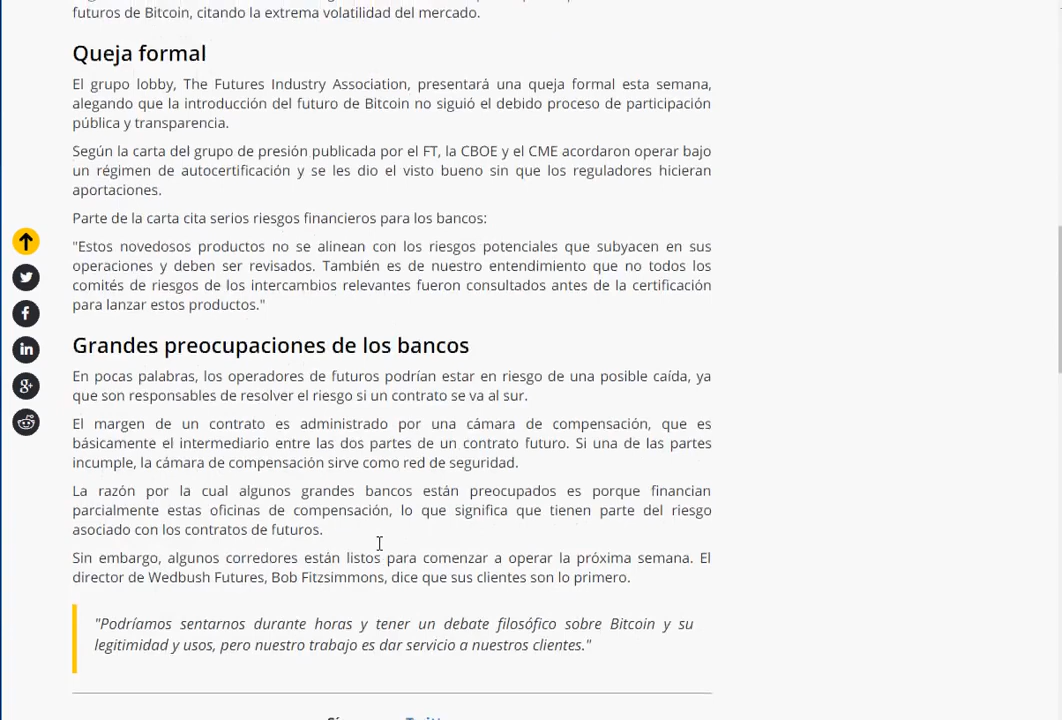 futuros de Bitcoin, citando la extrema volatilidad del mercado.
Queja formal
El grupo lobby, The Futures Industry Association, presentará una queja formal esta semana,
alegando que la introducción del futuro de Bitcoin no siguió el debido proceso de participación
pública y transparencia.
Según la carta del grupo de presión publicada por el FT, la CBOE y el CME acordaron operar bajo
un régimen de autocertificación y se les dio el visto bueno sin que los reguladores hicieran
aportaciones.
Parte de la carta cita serios riesgos financieros para los bancos:
"Estos novedosos productos no se alinean con los riesgos potenciales que subyacen en sus
operaciones y deben ser revisados. También es de nuestro entendimiento que no todos los
comités de riesgos de los intercambios relevantes fueron consultados antes de la certificación
para lanzar estos productos."
Grandes preocupaciones de los bancos
En pocas palabras, los operadores de futuros podrían estar en riesgo de una posible caída, ya
que son responsables de resolver el riesgo si un contrato se va al sur.
El margen de un contrato es administrado por una cámara de compensación, que es
básicamente el intermediario entre las dos partes de un contrato futuro. Si una de las partes
incumple, la cámara de compensación sirve como red de seguridad.
La razón por la cual algunos grandes bancos están preocupados es porque financian
parcialmente estas oficinas de compensación, lo que significa que tienen parte del riesgo
asociado con los contratos de futuros.
Sin embargo, algunos corredores están listos para comenzar a operar la próxima semana. El
director de Wedbush Futures, Bob Fitzsimmons, dice que sus clientes son lo primero.
"Podríamos sentarnos durante horas y tener un debate filosófico sobre Bitcoin y su
legitimidad y usos, pero nuestro trabajo es dar servicio a nuestros clientes."